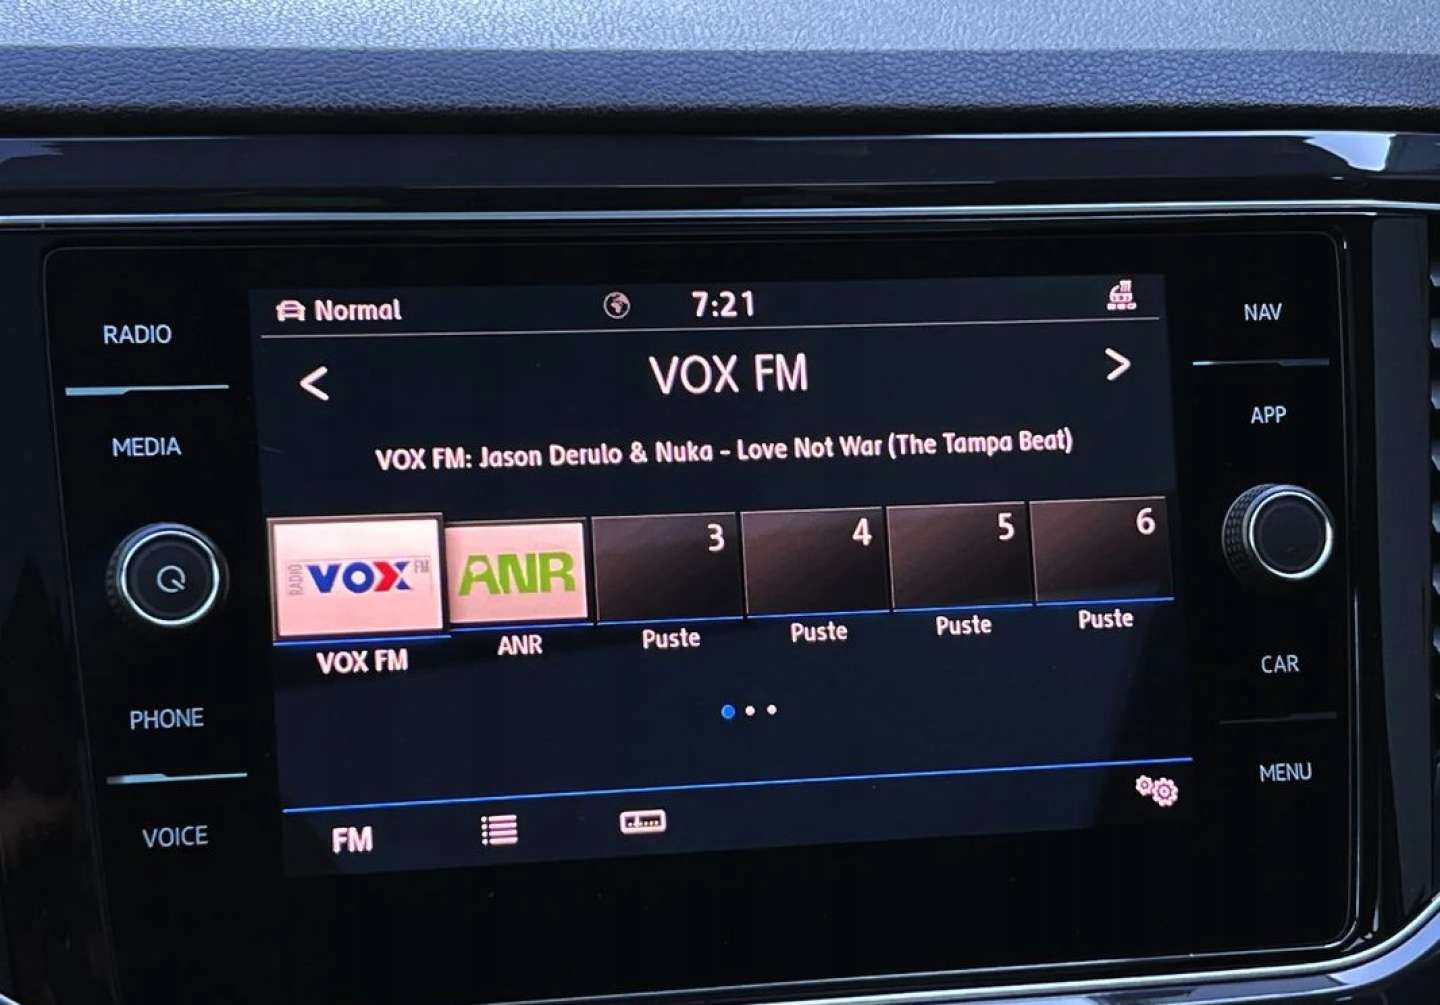 RADIO
MEDIA
PHONE
VOICE
Normal
7:21
VOX FM
VOX FM: Jason Derulo & Nuka - Love Not War (The Tampa Beat)
RADIO VOX FM
ANR
3
4
5
6
VOX FM
ANR
Puste
Puste
Puste
Puste
FM
NAV
APP
CAR
MENU